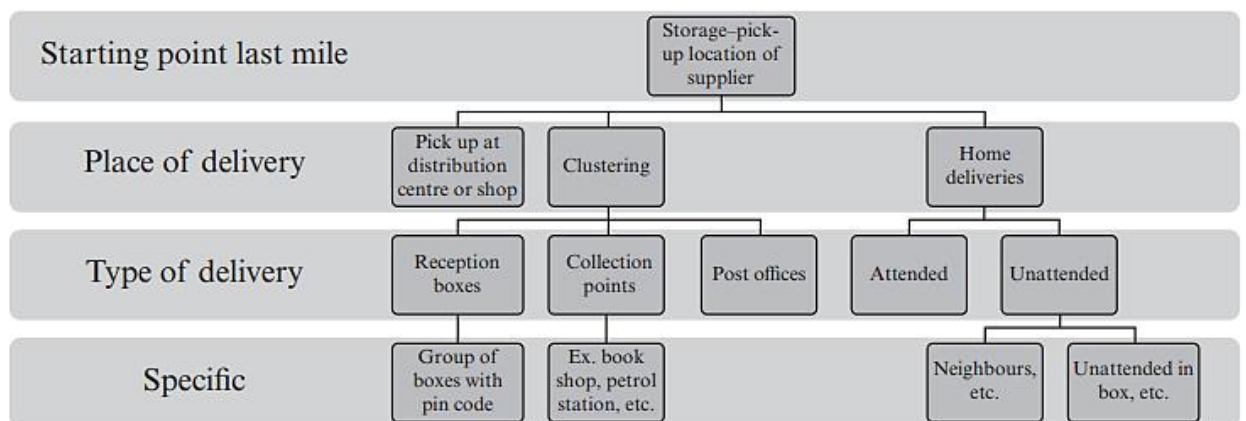 Starting point last mile
Storage–pick-
up location of
supplier
Place of delivery
Pick up at
distribution
centre or shop
Clustering
Home
deliveries
Type of delivery
Reception
boxes
Collection
points
Post offices
Attended
Unattended
Specific
Group of
boxes with
pin code
Ex. book
shop, petrol
station, etc.
Neighbours,
etc.
Unattended in
box, etc.